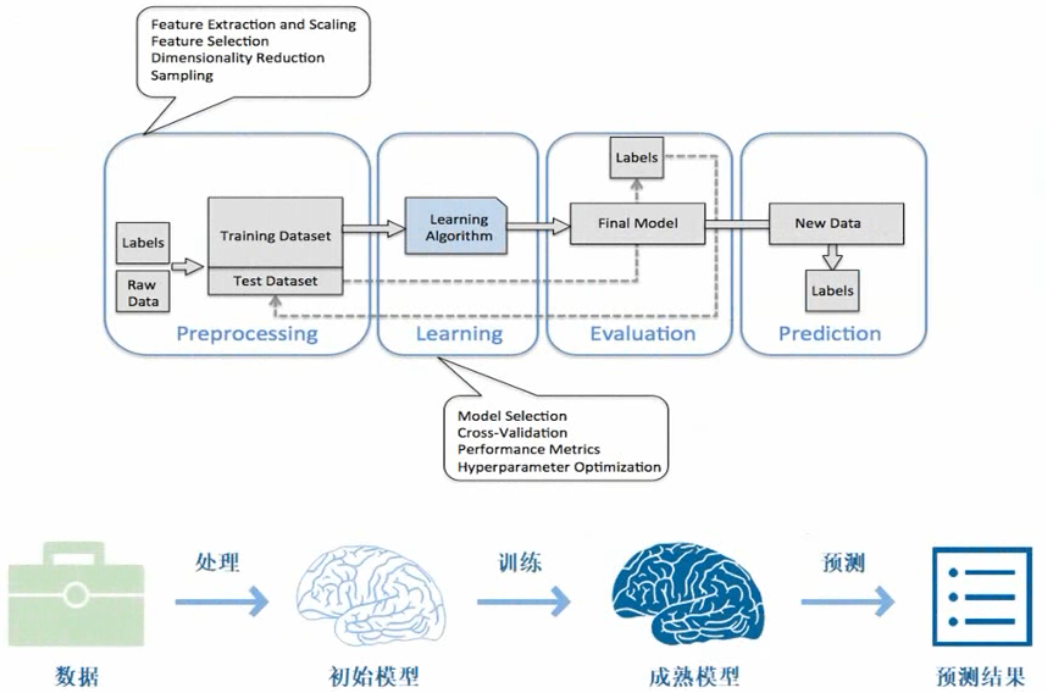 Feature Extraction and Scaling
Feature Selection
Dimensionality Reduction
Sampling
Labels
Raw
Data
Training Dataset
Test Dataset
Preprocessing
Learning
Algorithm
Learning
Labels
Final Model
Evaluation
New Data
Labels
Prediction
Model Selection
Cross-Validation
Performance Metrics
Hyperparameter Optimization
处理
训练
预测
数据
初始模型
成熟模型
预测结果